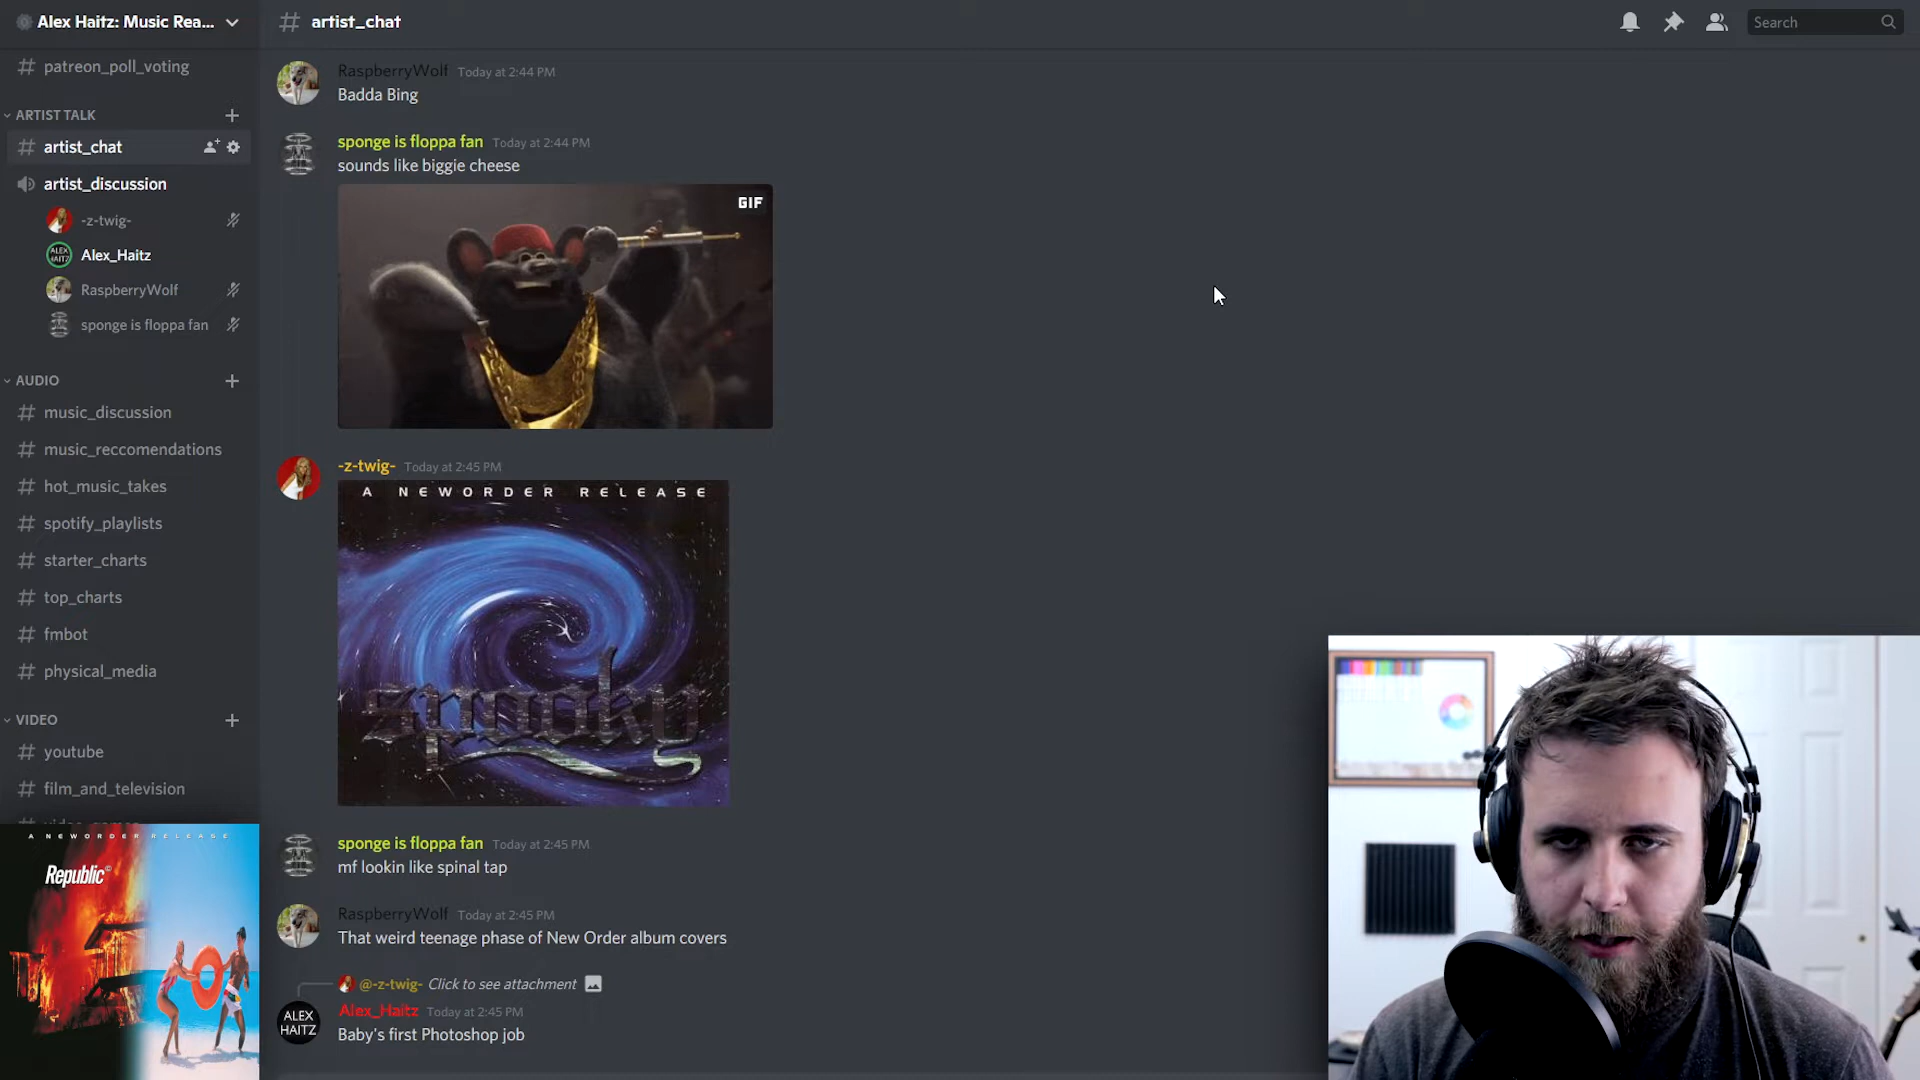 Alex Haitz: Music Rea...
# artist_chat
Search
# patreon_poll_voting
ARTIST TALK
# artist_chat
artist_discussion
-z-twig-
ALEX HAITZ
Alex_Haitz
RaspberryWolf
sponge is floppa fan
AUDIO
# music_discussion
# music_reccomendations
# hot_music_takes
# spotify_playlists
# starter_charts
# top_charts
# fmbot
# physical_media
VIDEO
# youtube
# film_and_television
A NEWORDER RELEASE
Republic©
RaspberryWolf Today at 2:44 PM
Badda Bing
sponge is floppa fan Today at 2:44 PM
sounds like biggie cheese
GIF
-z-twig- Today at 2:45 PM
A NEWORDER RELEASE
spooky
sponge is floppa fan Today at 2:45 PM
mf lookin like spinal tap
RaspberryWolf Today at 2:45 PM
That weird teenage phase of New Order album covers
@-z-twig- Click to see attachment
ALEX
HAITZ
Alex_Haitz Today at 2:45 PM
Baby's first Photoshop job